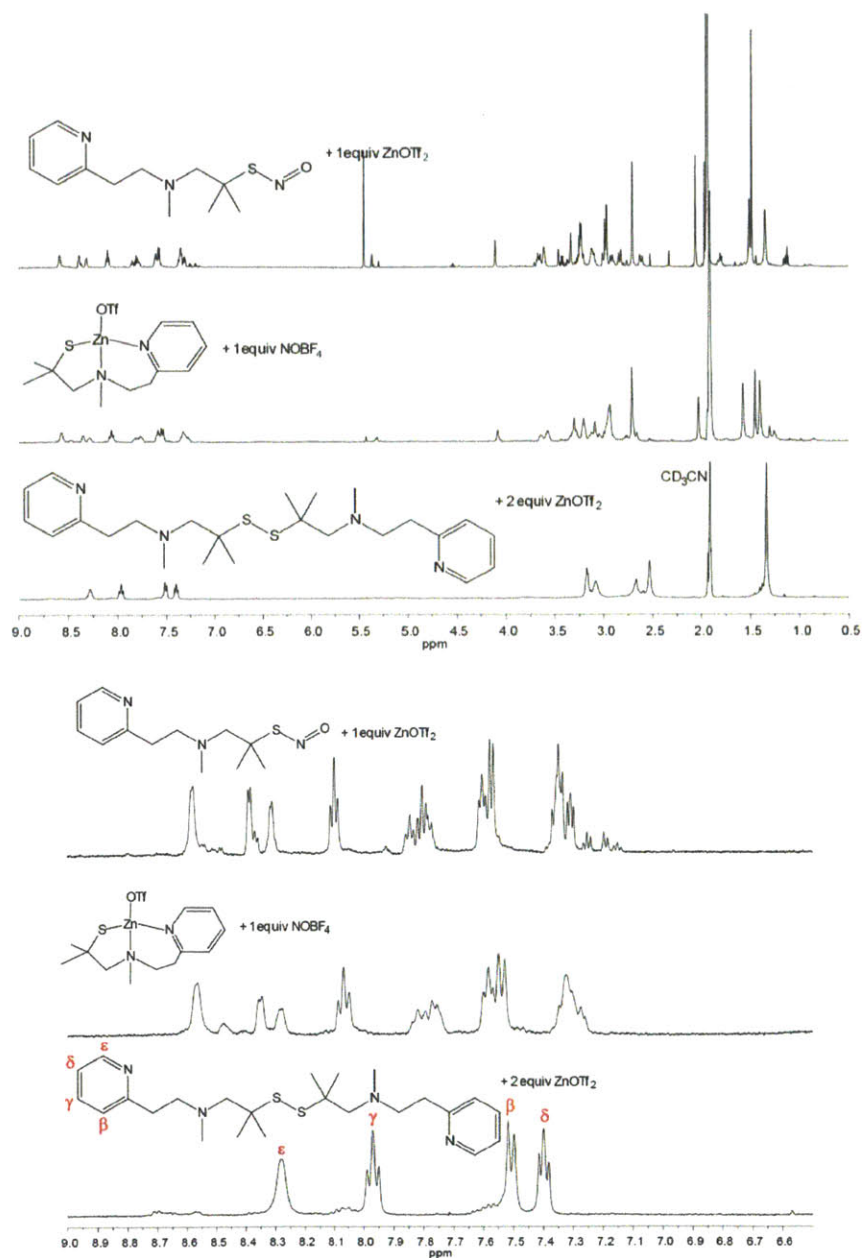 N
S
O
N
N
+ 1equiv ZnOTf2
OTf
S
Zn
N
N
+ 1equiv NOBF4
N
S
S
N
N
N
+ 2 equiv ZnOTf2
CD3CN
9.0 8.5 8.0 7.5 7.0 6.5 6.0 5.5 5.0 4.5 4.0 3.5 3.0 2.5 2.0 1.5 1.0 0.5
ppm
N
S
O
N
N
+ 1equiv ZnOTf2
OTf
S
Zn
N
N
+ 1equiv NOBF4
ε
δ
N
γ
β
N
S
S
N
N
+ 2equiv ZnOTf2
γ
β
δ
N
ε
9.0 8.9 8.8 8.7 8.6 8.5 8.4 8.3 8.2 8.1 8.0 7.9 7.8 7.7 7.6 7.5 7.4 7.3 7.2 7.1 7.0 6.9 6.8 6.7 6.6
ppm